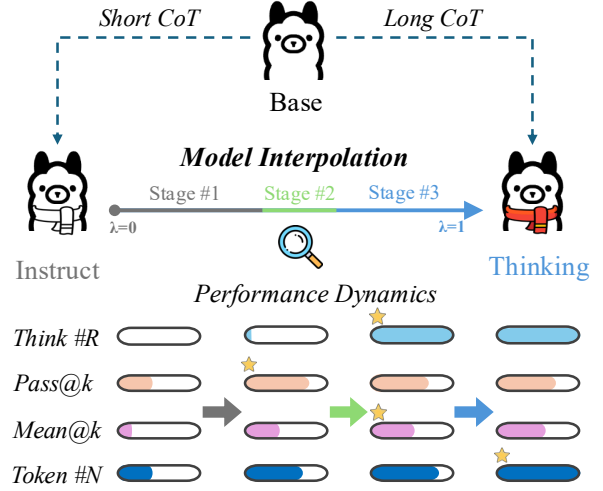 Short CoT
Long CoT
Base
Model Interpolation
Stage #1 Stage #2 Stage #3
λ=0 λ=1
Instruct Thinking
Performance Dynamics
Think #R
Pass@k
Mean@k
Token #N